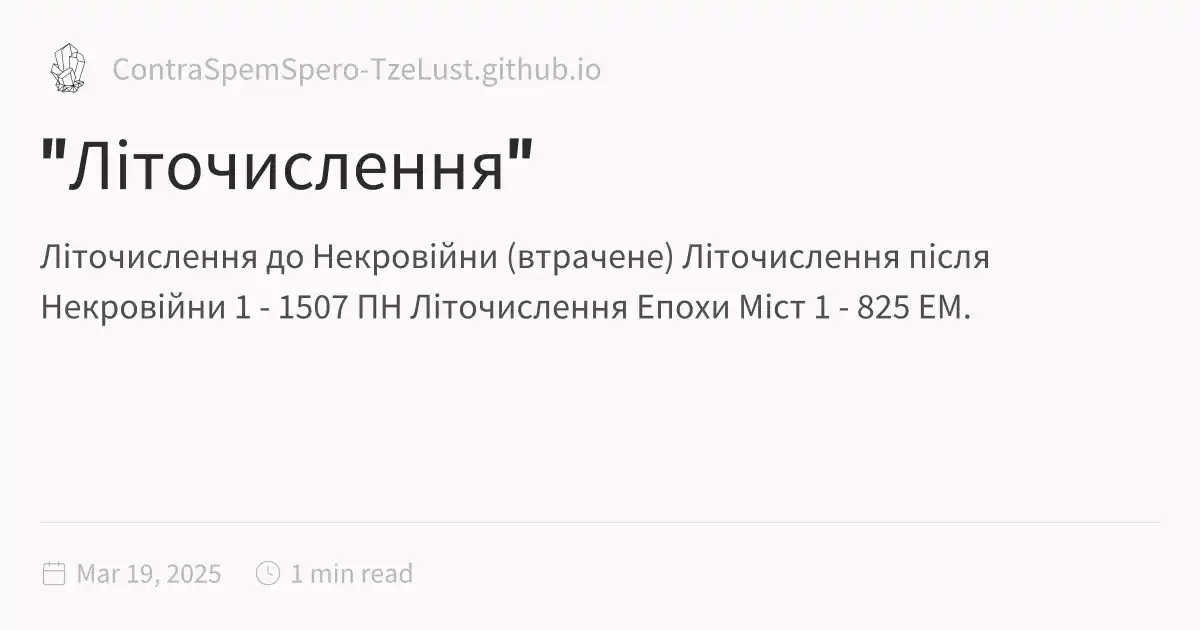 ContraSpemSpero-TzeLust.github.io
"Літочислення"
Літочислення до Некровійни (втрачене) Літочислення після
Некровійни 1 - 1507 ПН Літочислення Епохи Міст 1 - 825 ЕМ.
Mar 19, 2025 1 min read